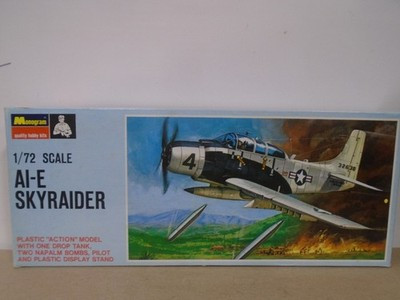 Monogram
quality hobby kits
1/72 SCALE
AI-E
SKYRAIDER
PLASTIC "ACTION" MODEL
WITH ONE DROP TANK,
TWO NAPALM BOMBS, PILOT
AND PLASTIC DISPLAY STAND
4